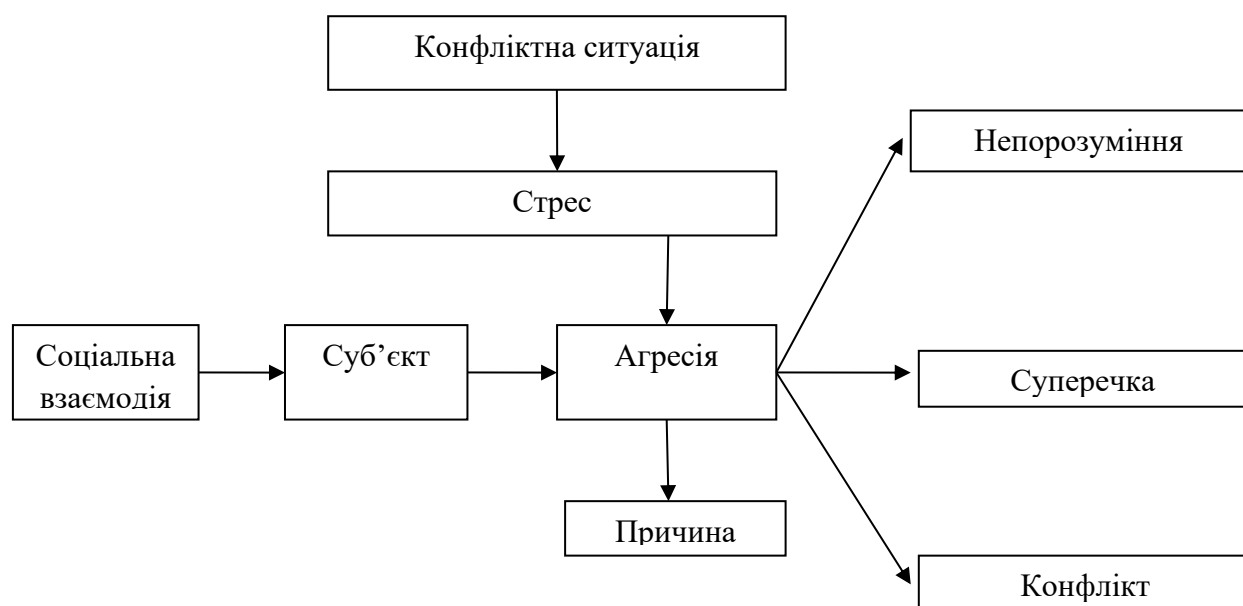 Конфліктна ситуація
Непорозуміння
Стрес
Соціальна
взаємодія
Суб’єкт
Агресія
Суперечка
Причина
Конфлікт